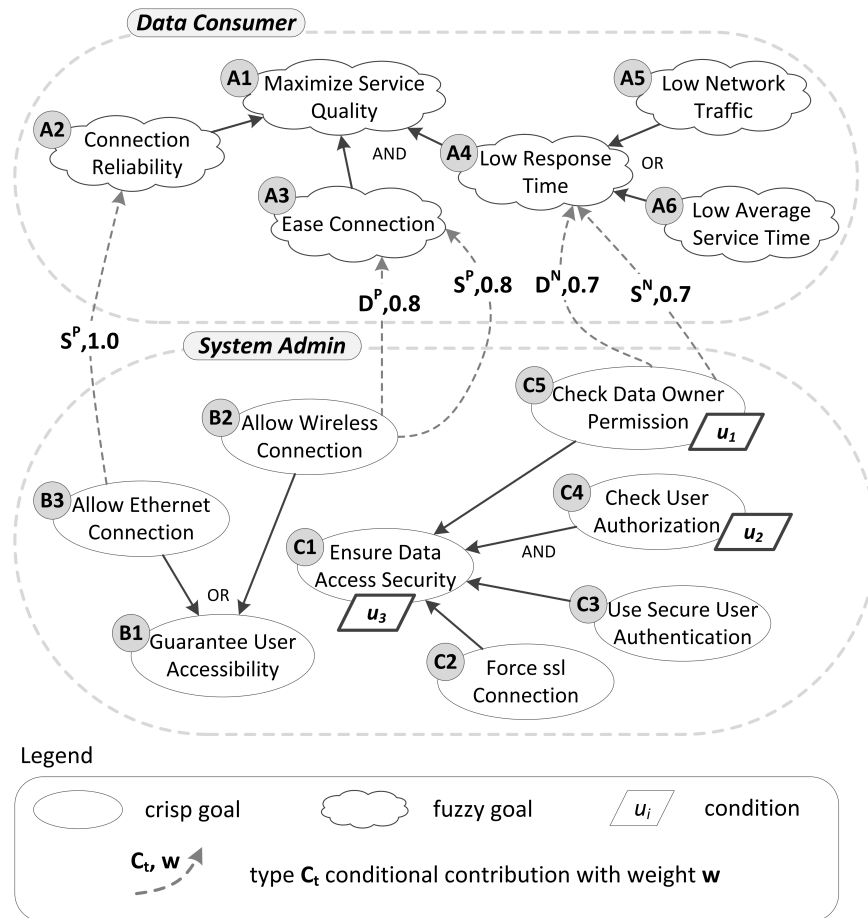 Data Consumer
A1
Maximize Service
Quality
A5
Low Network
Traffic
A2
Connection
Reliability
AND
A4
Low Response
Time
OR
A3
Ease Connection
A6
Low Average
Service Time
D^P,0.8
S^P,0.8
D^N,0.7
S^N,0.7
S^P,1.0
System Admin
C5
Check Data Owner
Permission
u1
B2
Allow Wireless
Connection
B3
Allow Ethernet
Connection
C4
Check User
Authorization
u2
C1
Ensure Data
Access Security
u3
AND
OR
C3
Use Secure User
Authentication
B1
Guarantee User
Accessibility
C2
Force ssl
Connection
Legend
crisp goal
fuzzy goal
ui
condition
Ct, w
type Ct conditional contribution with weight w